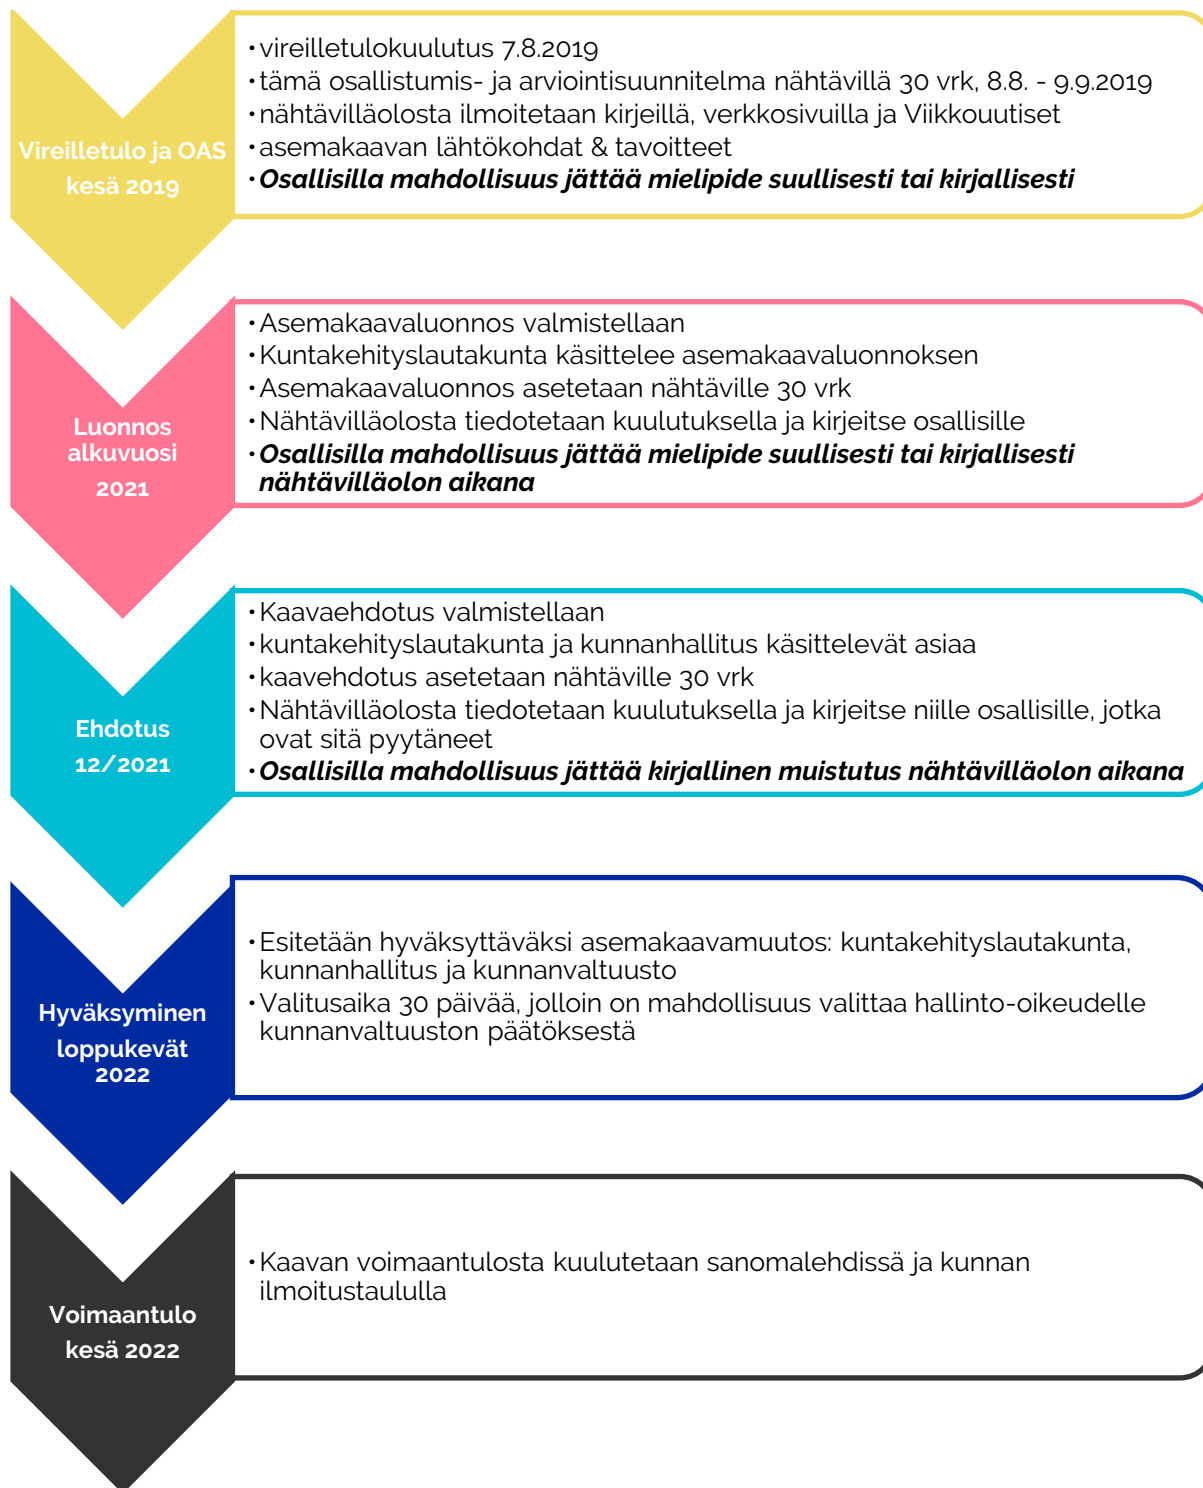 Vireilletulo ja OAS
kesä 2019
• vireilletulokuulutus 7.8.2019
• tämä osallistumis- ja arviointisuunnitelma nähtävillä 30 vrk, 8.8. - 9.9.2019
• nähtävilläolosta ilmoitetaan kirjeillä, verkkosivuilla ja Viikkouutiset
• asemakaavan lähtökohdat & tavoitteet
• Osallisilla mahdollisuus jättää mielipide suullisesti tai kirjallisesti
Luonnos
alkuvuosi
2021
• Asemakaavaluonnos valmistellaan
• Kuntakehityslautakunta käsittelee asemakaavaluonnoksen
• Asemakaavaluonnos asetetaan nähtäville 30 vrk
• Nähtävilläolosta tiedotetaan kuulutuksella ja kirjeitse osallisille
• Osallisilla mahdollisuus jättää mielipide suullisesti tai kirjallisesti
nähtävilläolon aikana
Ehdotus
12/2021
• Kaavaehdotus valmistellaan
• kuntakehityslautakunta ja kunnanhallitus käsittelevät asiaa
• kaavehdotus asetetaan nähtäville 30 vrk
• Nähtävilläolosta tiedotetaan kuulutuksella ja kirjeitse niille osallisille, jotka
ovat sitä pyytäneet
• Osallisilla mahdollisuus jättää kirjallinen muistutus nähtävilläolon aikana
Hyväksyminen
loppukevät
2022
• Esitetään hyväksyttäväksi asemakaavamuutos: kuntakehityslautakunta,
kunnanhallitus ja kunnanvaltuusto
• Valitusaika 30 päivää, jolloin on mahdollisuus valittaa hallinto-oikeudelle
kunnanvaltuuston päätöksestä
Voimaantulo
kesä 2022
• Kaavan voimaantulosta kuulutetaan sanomalehdissä ja kunnan
ilmoitustaululla